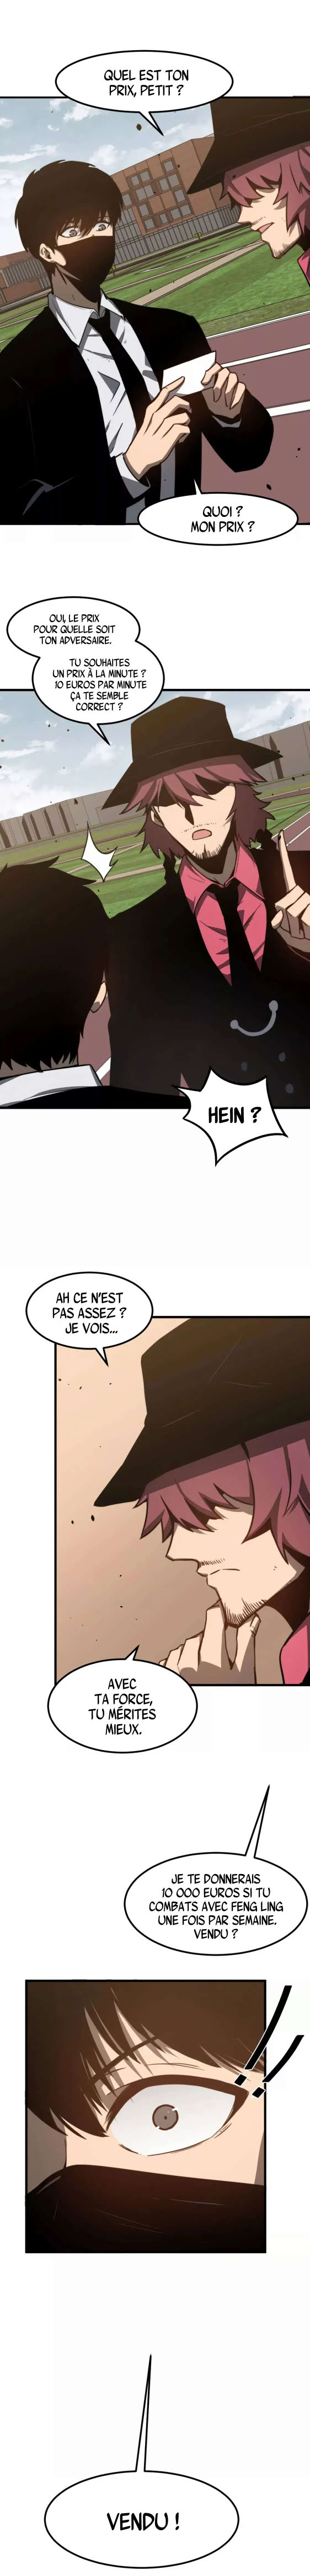 QUEL EST TON
PRIX, PETIT ?
QUOI ?
MON PRIX ?
OUI, LE PRIX
POUR QUELLE SOIT
TON ADVERSAIRE.
TU SOUHAITES
UN PRIX À LA MINUTE ?
10 EUROS PAR MINUTE
ÇA TE SEMBLE
CORRECT ?
HEIN ?
AH CE N'EST
PAS ASSEZ ?
JE VOIS...
AVEC
TA FORCE,
TU MÉRITES
MIEUX.
JE TE DONNERAIS
10 000 EUROS SI TU
COMBATS AVEC FENG LING
UNE FOIS PAR SEMAINE.
VENDU ?
VENDU !